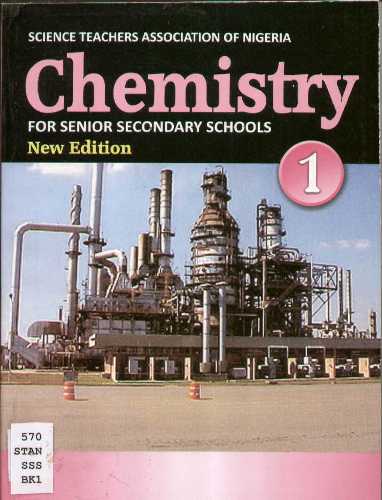 SCIENCE TEACHERS ASSOCIATION OF NIGERIA
Chemistry
FOR SENIOR SECONDARY SCHOOLS
New Edition
1
570
STAN
SSS
BK1